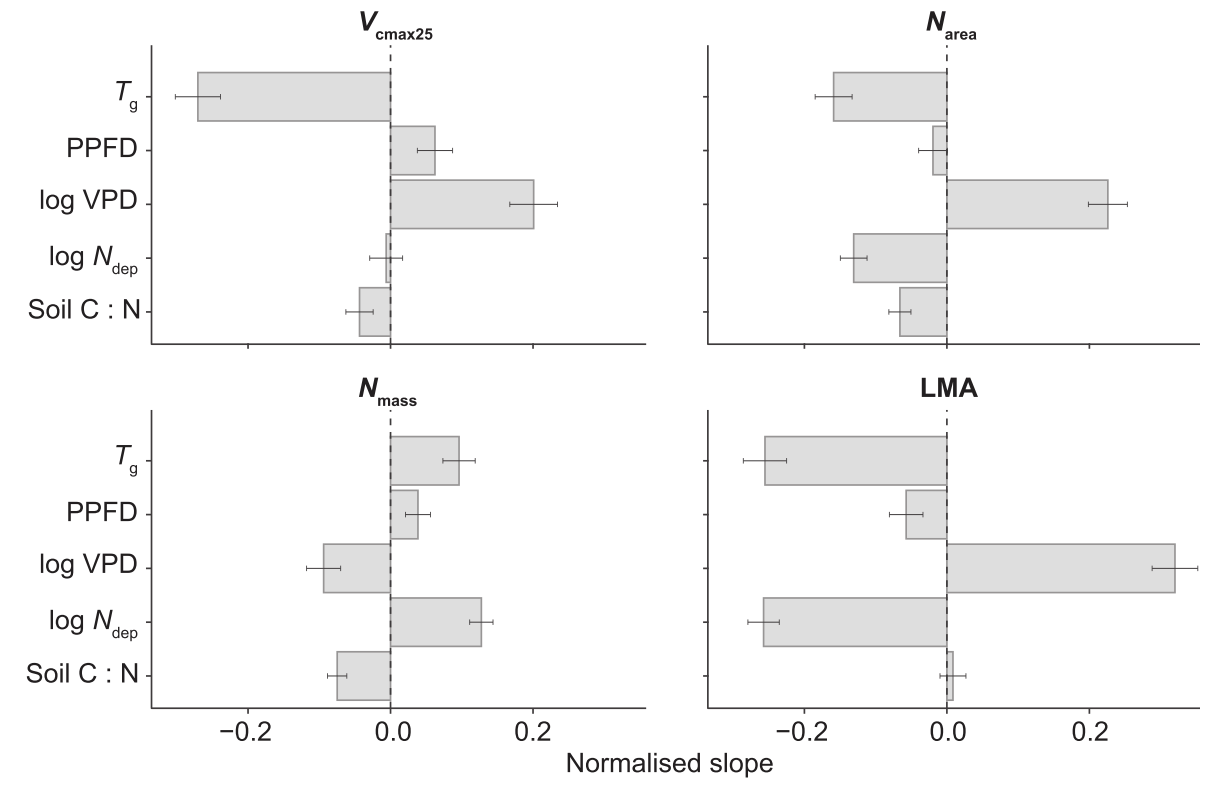 Vcmax25
Narea
Tg
PPFD
log VPD
log Ndep
Soil C : N
Nmass
LMA
Tg
PPFD
log VPD
log Ndep
Soil C : N
−0.2 0.0 0.2
−0.2 0.0 0.2
Normalised slope